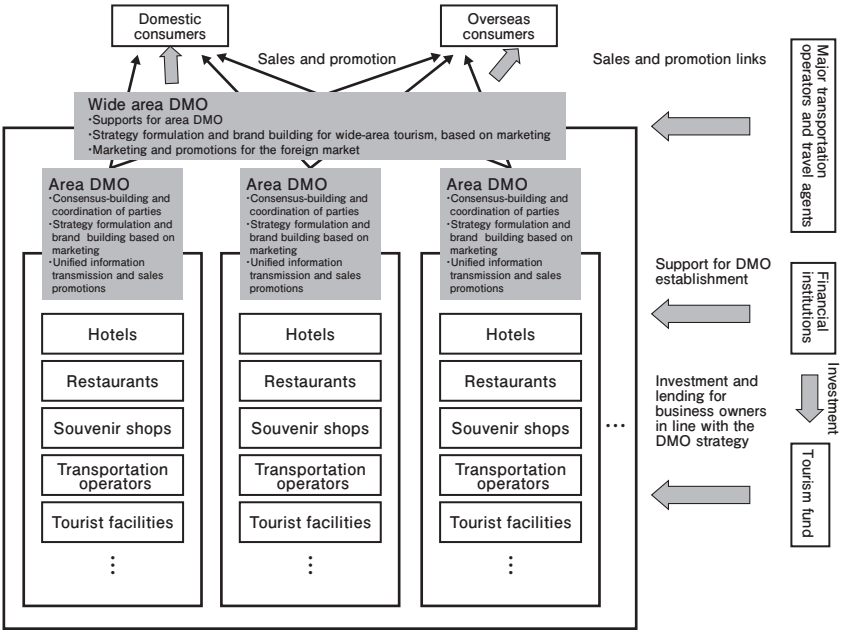 Domestic
consumers
Overseas
consumers
Sales and promotion
Sales and promotion links
Major transportation
operators and travel agents
Wide area DMO
・Supports for area DMO
・Strategy formulation and brand building for wide-area tourism, based on marketing
・Marketing and promotions for the foreign market
Area DMO
・Consensus-building and
coordination of parties
・Strategy formulation and
brand building based on
marketing
・Unified information
transmission and sales
promotions
Hotels
Restaurants
Souvenir shops
Transportation
operators
Tourist facilities
⋮
Area DMO
・Consensus-building and
coordination of parties
・Strategy formulation and
brand building based on
marketing
・Unified information
transmission and sales
promotions
Hotels
Restaurants
Souvenir shops
Transportation
operators
Tourist facilities
⋮
Area DMO
・Consensus-building and
coordination of parties
・Strategy formulation and
brand building based on
marketing
・Unified information
transmission and sales
promotions
Hotels
Restaurants
Souvenir shops
Transportation
operators
Tourist facilities
⋮
…
Support for DMO
establishment
Financial
institutions
Investment
Investment and
lending for
business owners
in line with the
DMO strategy
Tourism fund